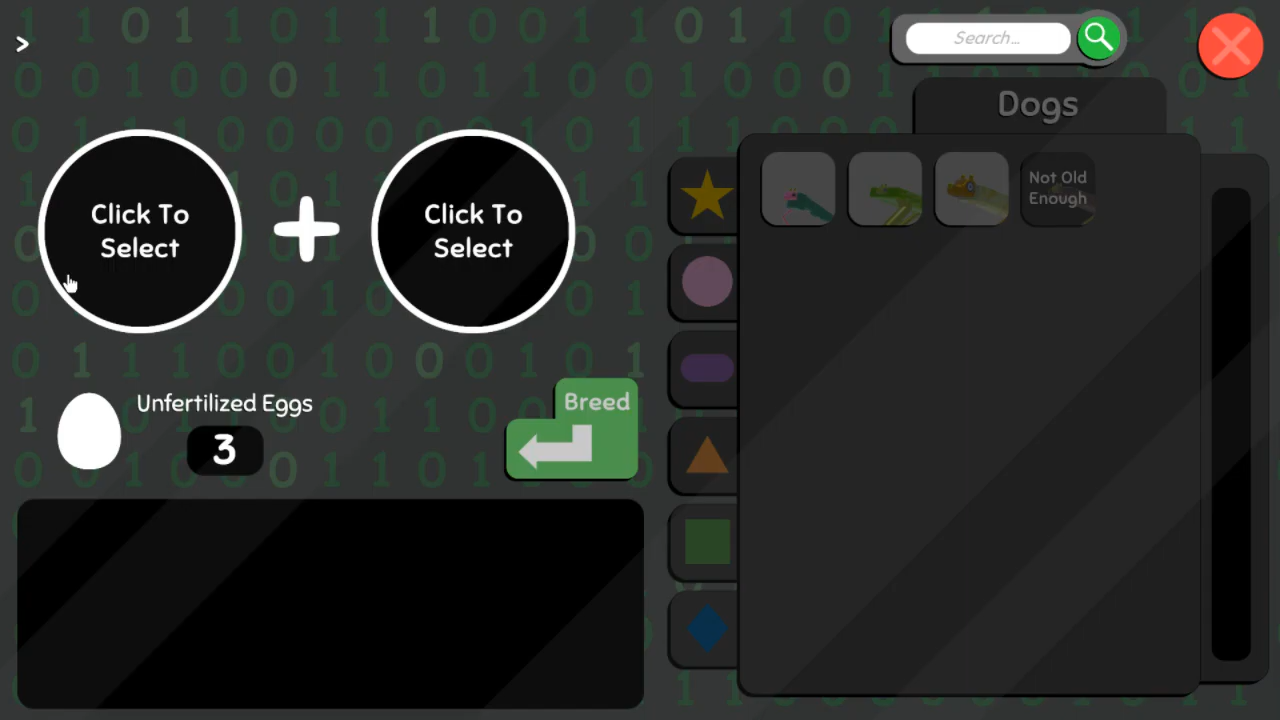 >
Search...
Dogs
Click To
Select
Click To
Select
Not Old
Enough
Unfertilized Eggs
3
Breed